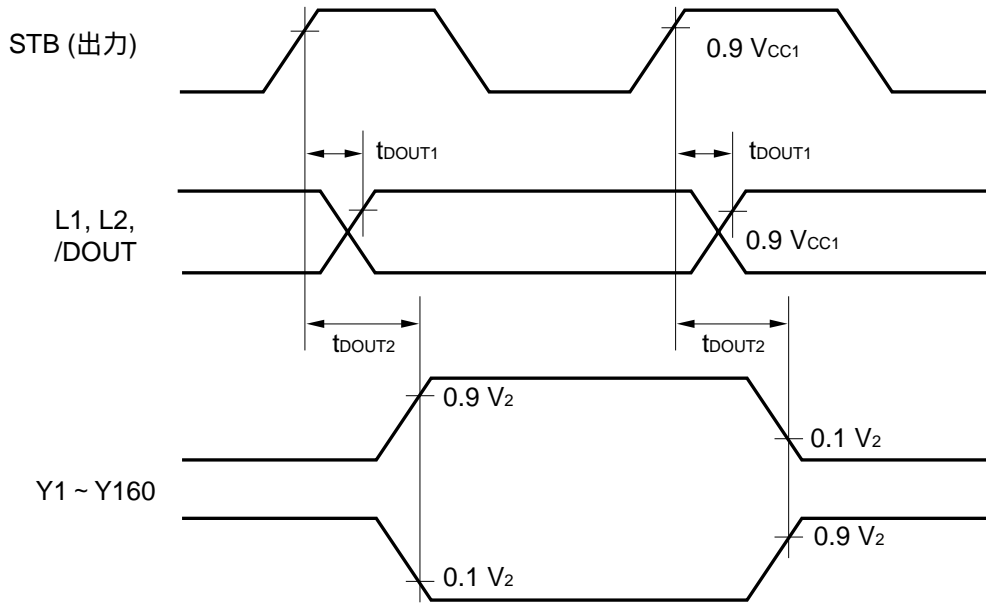 STB (出力)
0.9 VCC1
tDOUT1
tDOUT1
L1, L2,
/DOUT
0.9 VCC1
tDOUT2
tDOUT2
0.9 V2
0.1 V2
Y1 ~ Y160
0.9 V2
0.1 V2